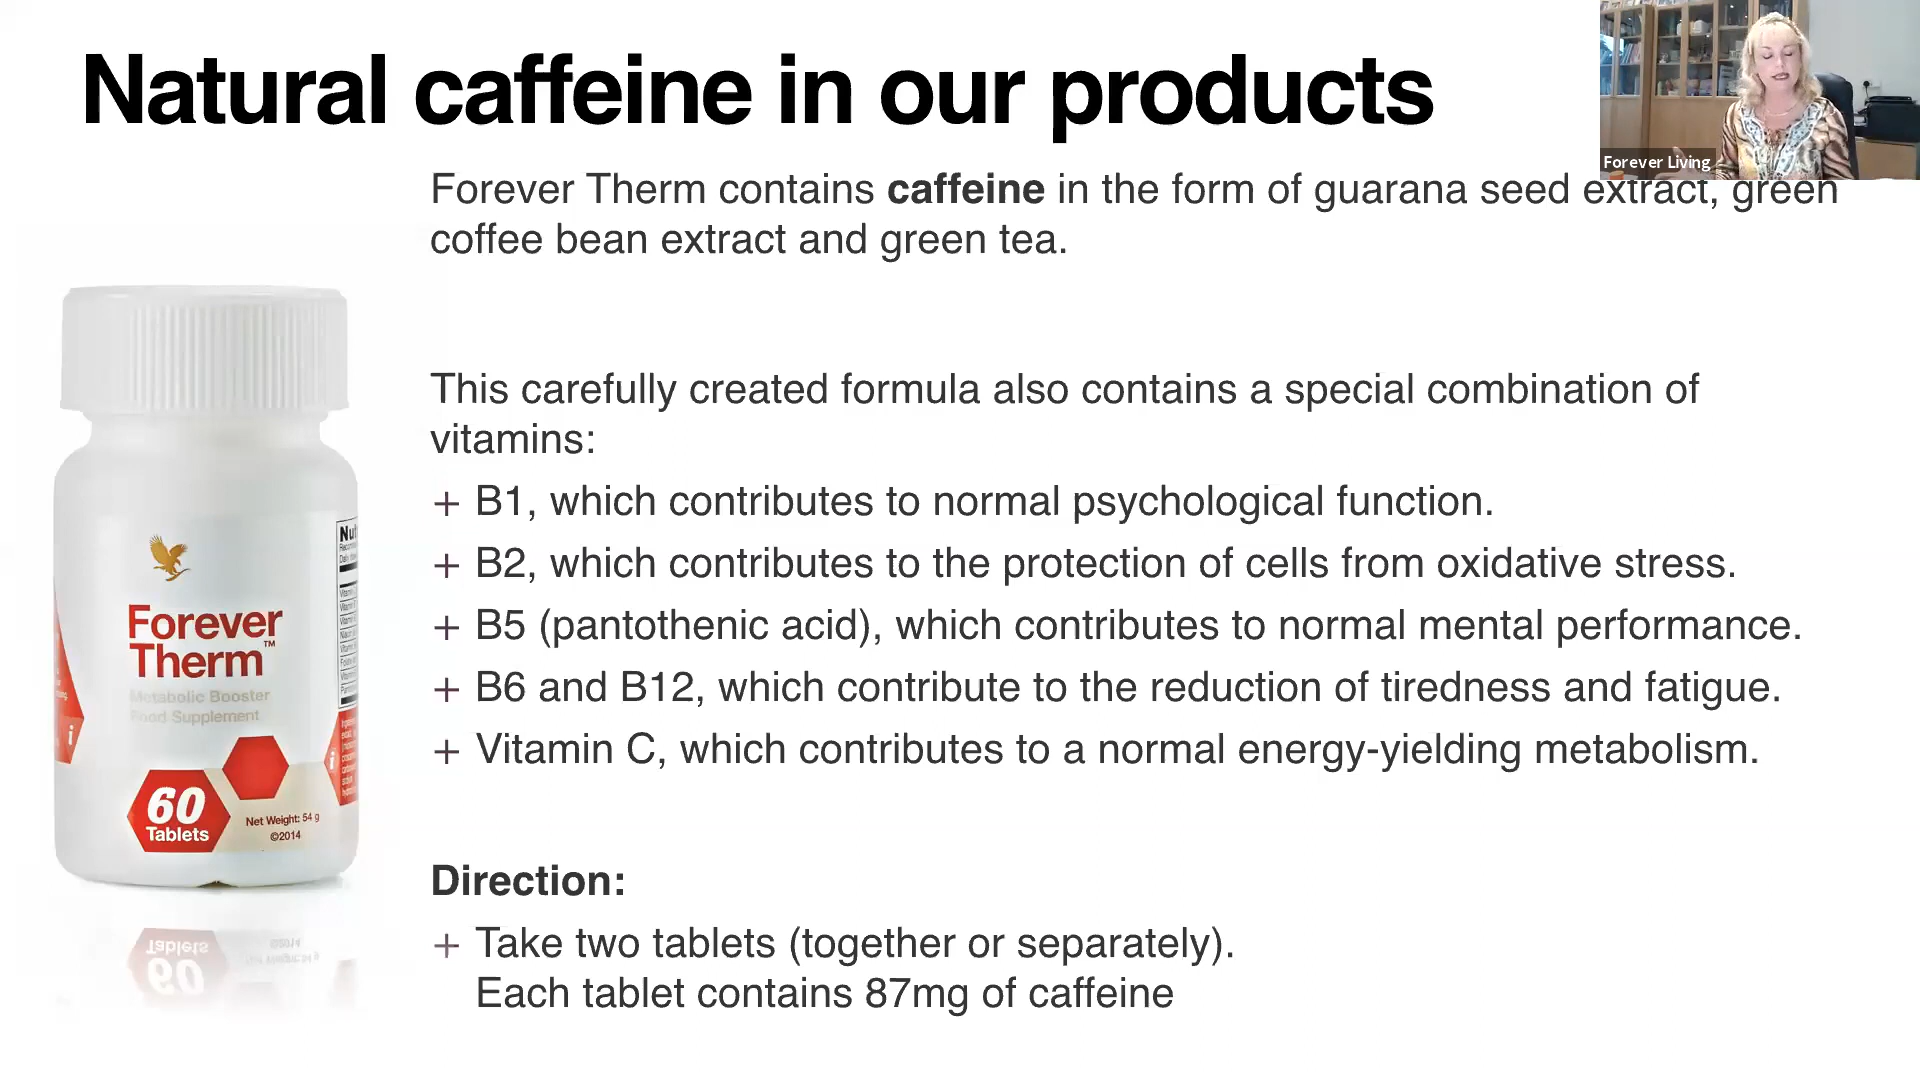 Natural caffeine in our products
Forever Living
Forever Therm contains caffeine in the form of guarana seed extract, green
coffee bean extract and green tea.
This carefully created formula also contains a special combination of
vitamins:
+ B1, which contributes to normal psychological function.
+ B2, which contributes to the protection of cells from oxidative stress.
+ B5 (pantothenic acid), which contributes to normal mental performance.
+ B6 and B12, which contribute to the reduction of tiredness and fatigue.
+ Vitamin C, which contributes to a normal energy-yielding metabolism.
Direction:
+ Take two tablets (together or separately).
Each tablet contains 87mg of caffeine
Forever
Therm™
Metabolic Booster
Food Supplement
60
Tablets
Net Weight: 54 g
©2014